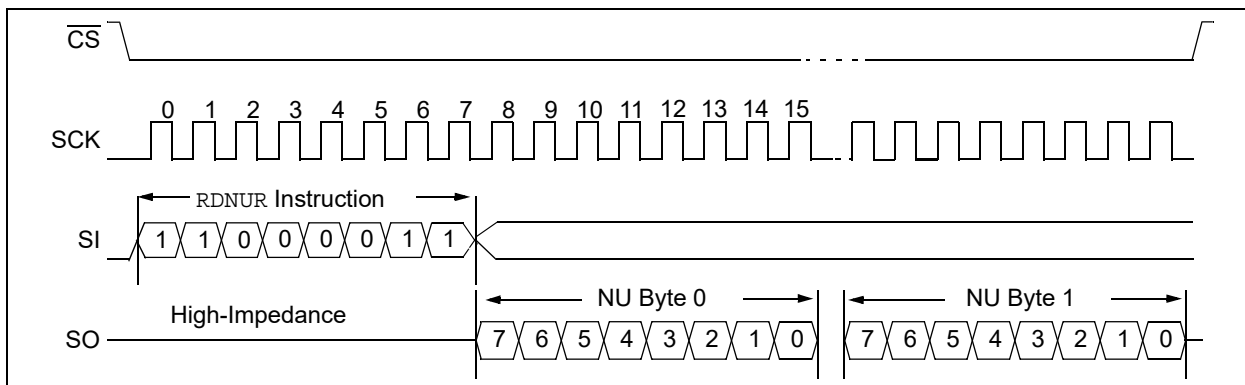 CS
0 1 2 3 4 5 6 7 8 9 10 11 12 13 14 15
SCK
RDNUR Instruction
SI 1 1 0 0 0 0 1 1
NU Byte 0 NU Byte 1
High-Impedance
SO 7 6 5 4 3 2 1 0 7 6 5 4 3 2 1 0